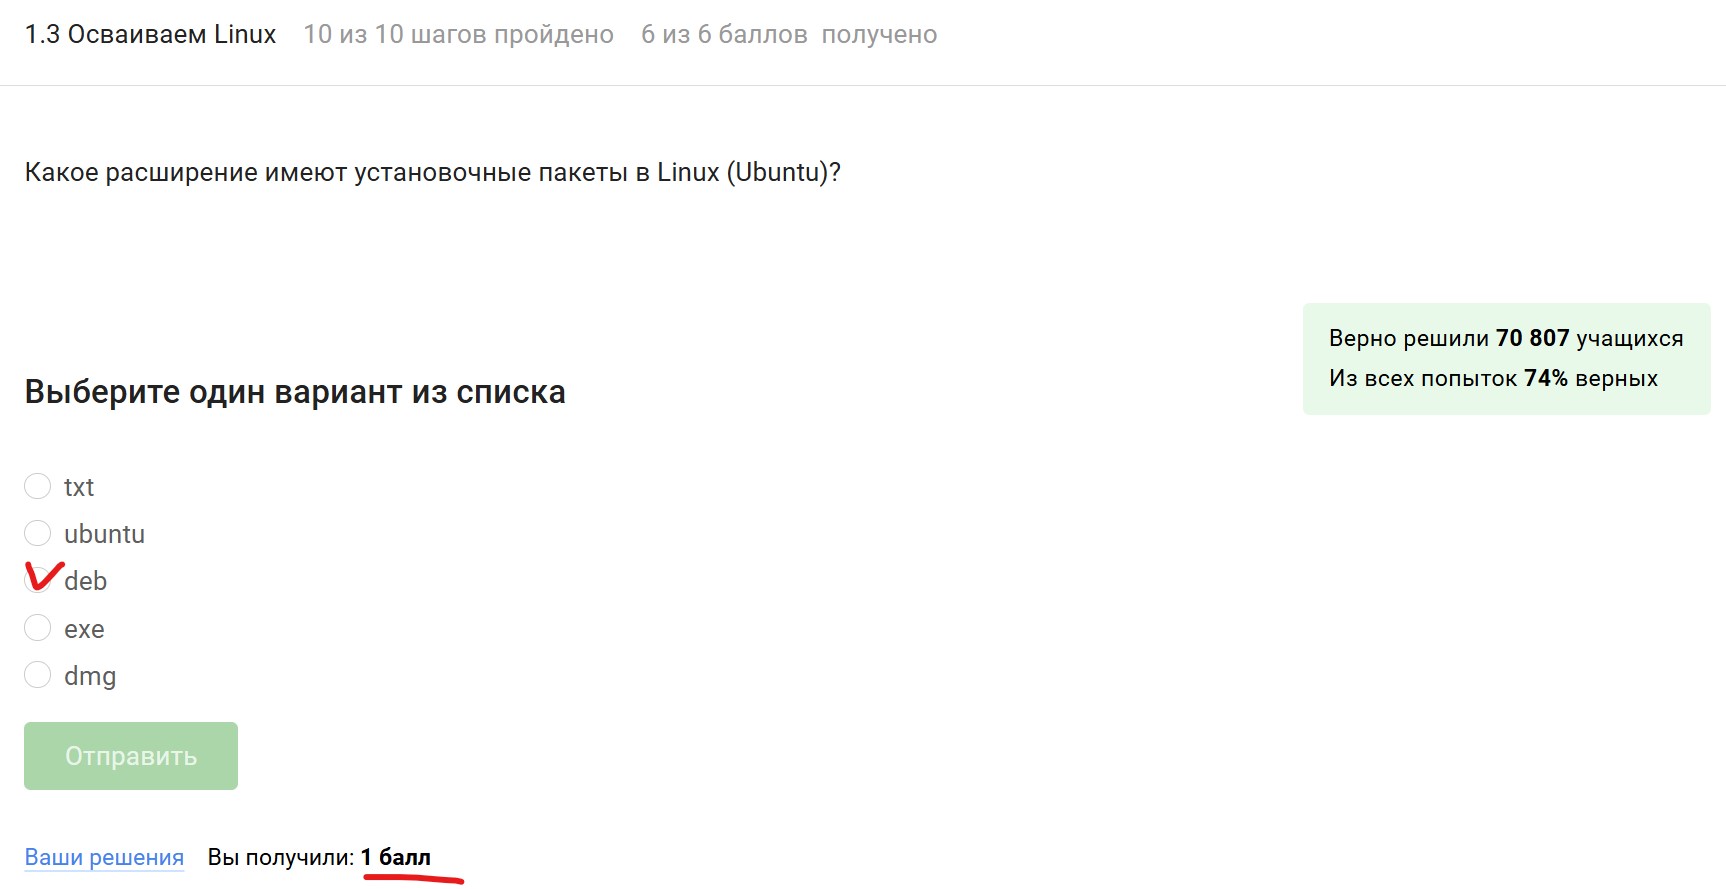 1.3 Осваиваем Linux 10 из 10 шагов пройдено 6 из 6 баллов получено
Какое расширение имеют установочные пакеты в Linux (Ubuntu)?
Верно решили 70 807 учащихся
Из всех попыток 74% верных
Выберите один вариант из списка
txt
ubuntu
deb
exe
dmg
Отправить
Ваши решения Вы получили: 1 балл